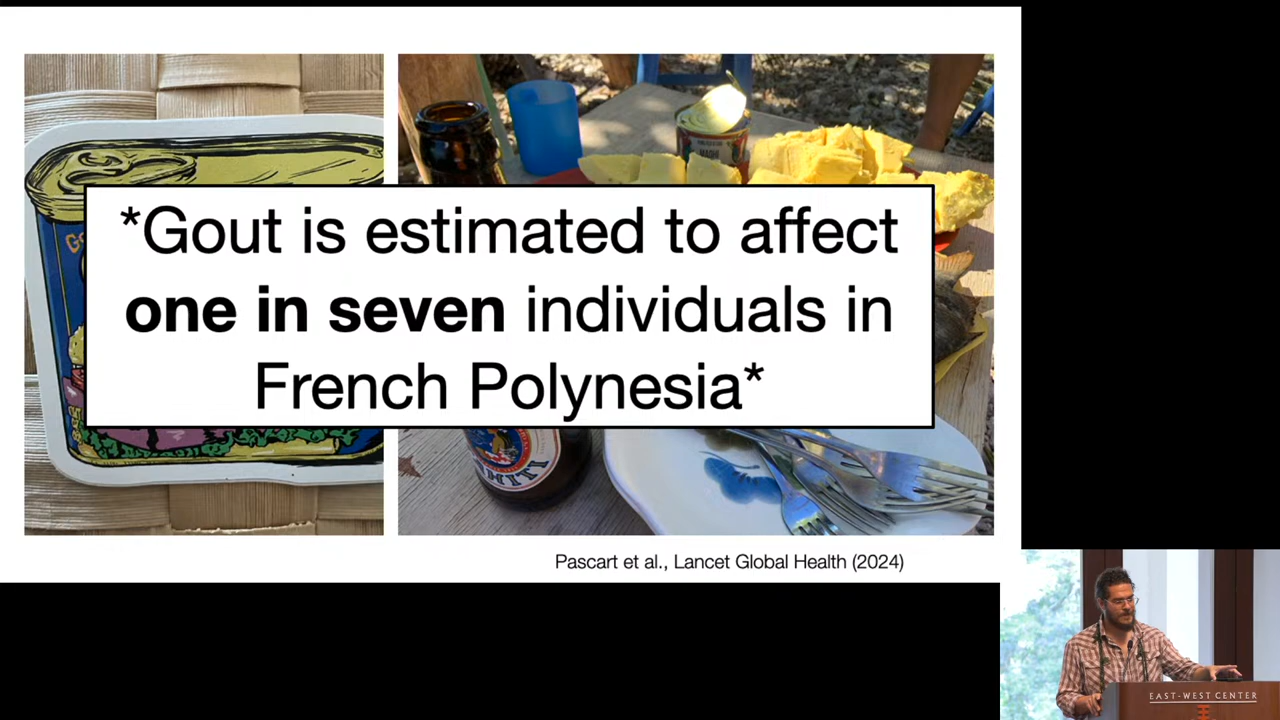 *Gout is estimated to affect
one in seven individuals in
French Polynesia*
Pascart et al., Lancet Global Health (2024)
EAST-WEST CENTER